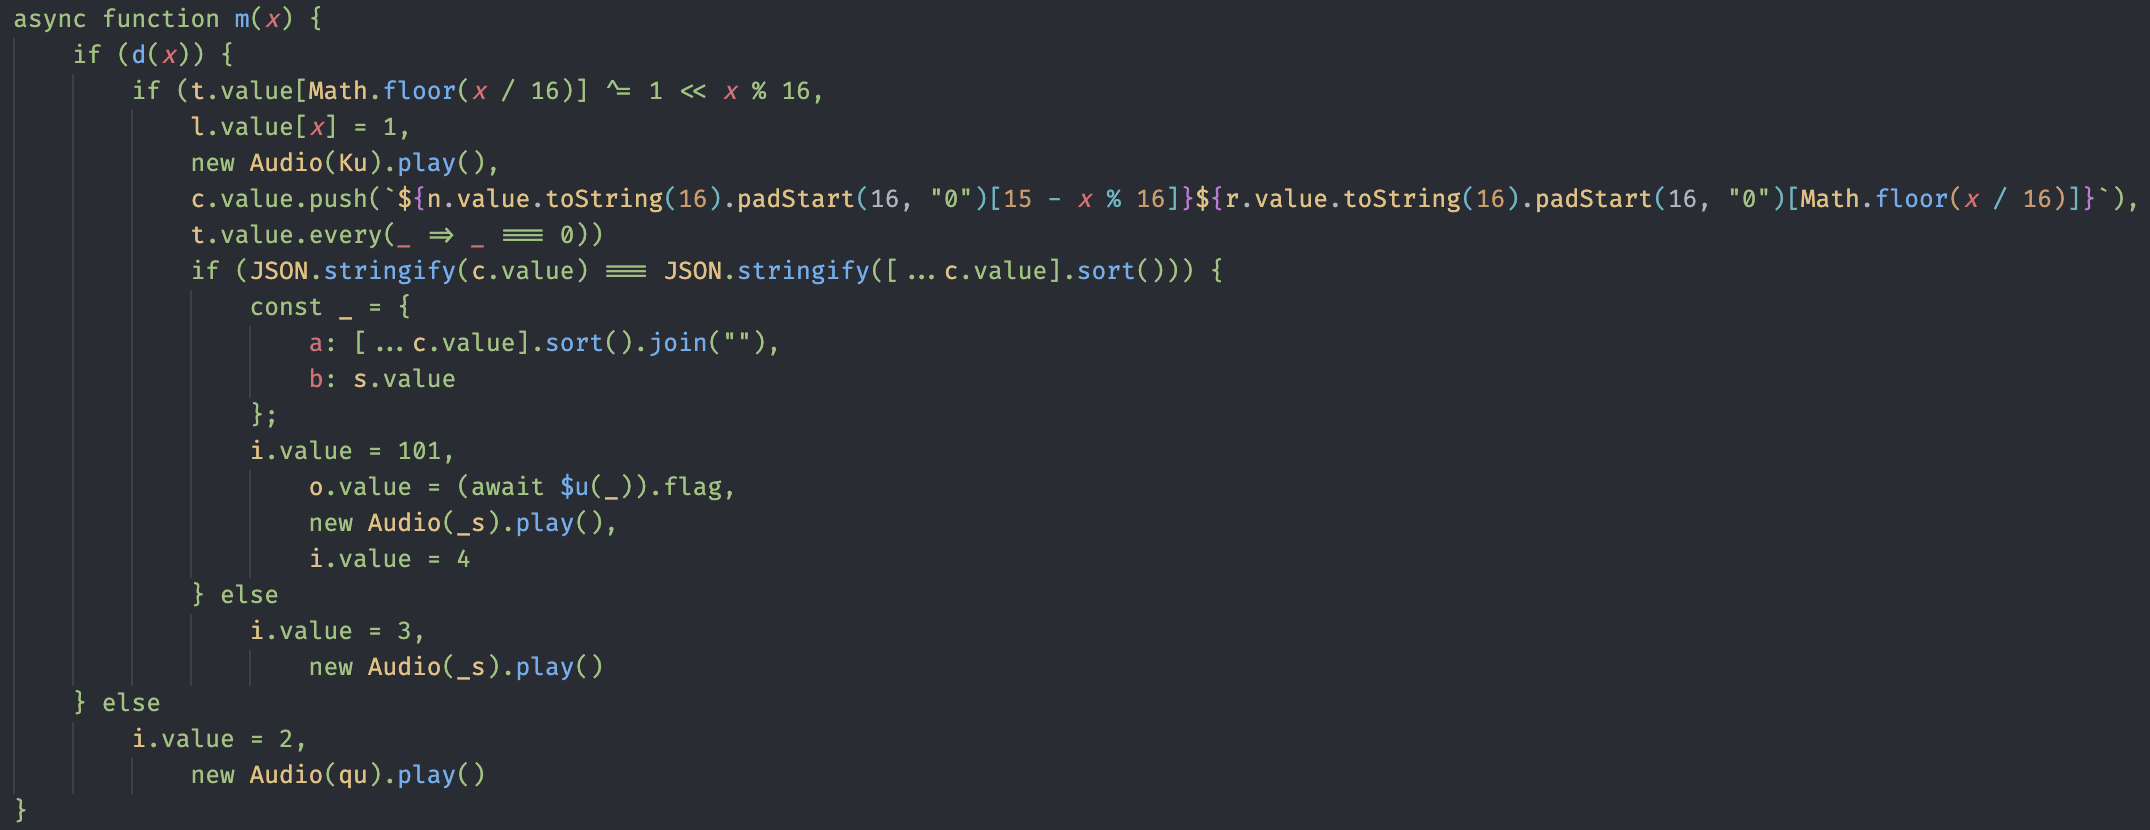 async function m(x) {
if (d(x)) {
if (t.value[Math.floor(x / 16)] ^= 1 << x % 16,
l.value[x] = 1,
new Audio(Ku).play(),
c.value.push(`${n.value.toString(16).padStart(16, "0")[15 - x % 16]}${r.value.toString(16).padStart(16, "0")[Math.floor(x / 16)]}`),
t.value.every(_ => _ === 0))
if (JSON.stringify(c.value) === JSON.stringify([...c.value].sort())) {
const _ = {
a: [...c.value].sort().join(""),
b: s.value
};
i.value = 101,
o.value = (await $u(_)).flag,
new Audio(_s).play(),
i.value = 4
} else
i.value = 3,
new Audio(_s).play()
} else
i.value = 2,
new Audio(qu).play()
}